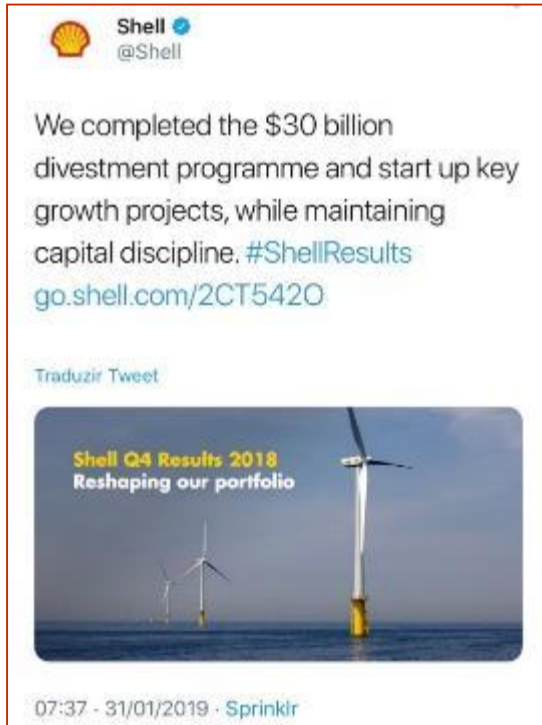 Shell
@Shell
We completed the $30 billion
divestment programme and start up key
growth projects, while maintaining
capital discipline. #ShellResults
go.shell.com/2CT542O
Traduzir Tweet
Shell Q4 Results 2018
Reshaping our portfolio
07:37 - 31/01/2019 · Sprinklr